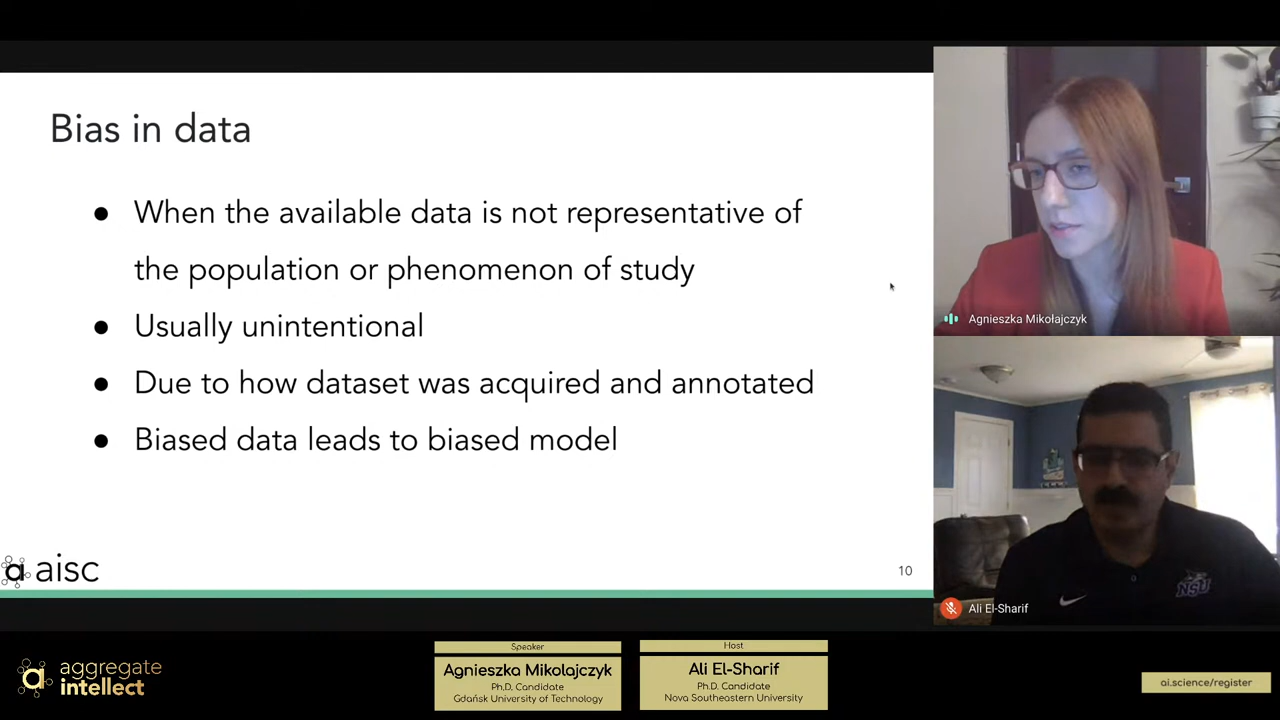 Bias in data
● When the available data is not representative of
the population or phenomenon of study
● Usually unintentional
● Due to how dataset was acquired and annotated
● Biased data leads to biased model
a aisc
10
Agnieszka Mikołajczyk
NSU
Ali El-Sharif
a aggregate
intellect
Speaker
Agnieszka Mikolajczyk
Ph.D. Candidate
Gdańsk University of Technology
Host
Ali El-Sharif
Ph.D. Candidate
Nova Southeastern University
ai.science/register